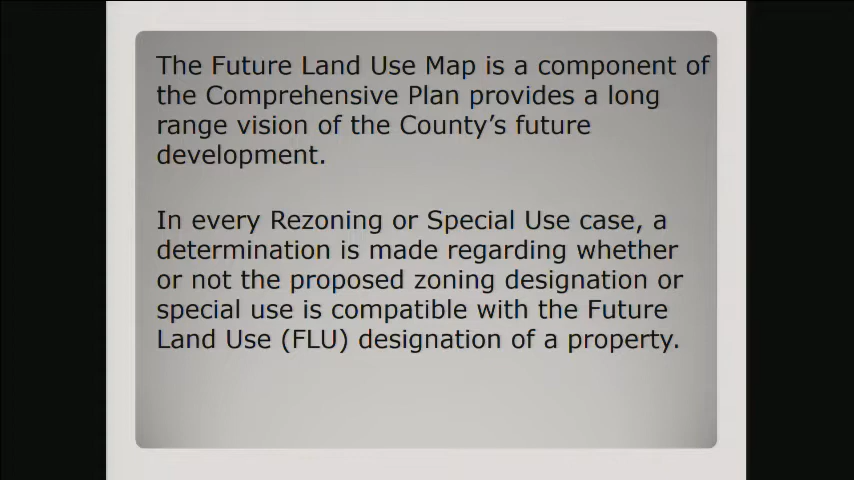 The Future Land Use Map is a component of
the Comprehensive Plan provides a long
range vision of the County’s future
development.
In every Rezoning or Special Use case, a
determination is made regarding whether
or not the proposed zoning designation or
special use is compatible with the Future
Land Use (FLU) designation of a property.